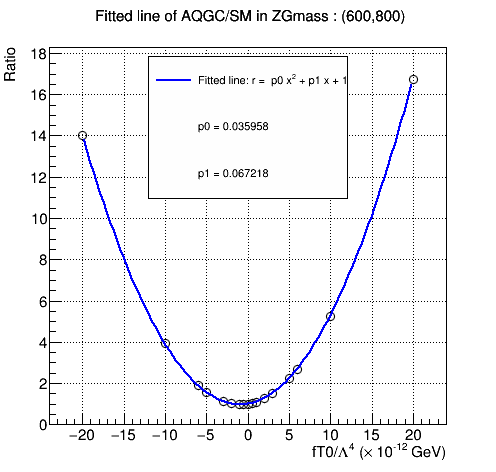 Fitted line of AQGC/SM in ZGmass : (600,800)
Ratio
18
16
14
12
10
8
6
4
2
0
Fitted line: r = p0 x² + p1 x + 1
p0 = 0.035958
p1 = 0.067218
−20 −15 −10 −5 0 5 10 15 20
fT0/Λ⁴ (× 10⁻¹² GeV)